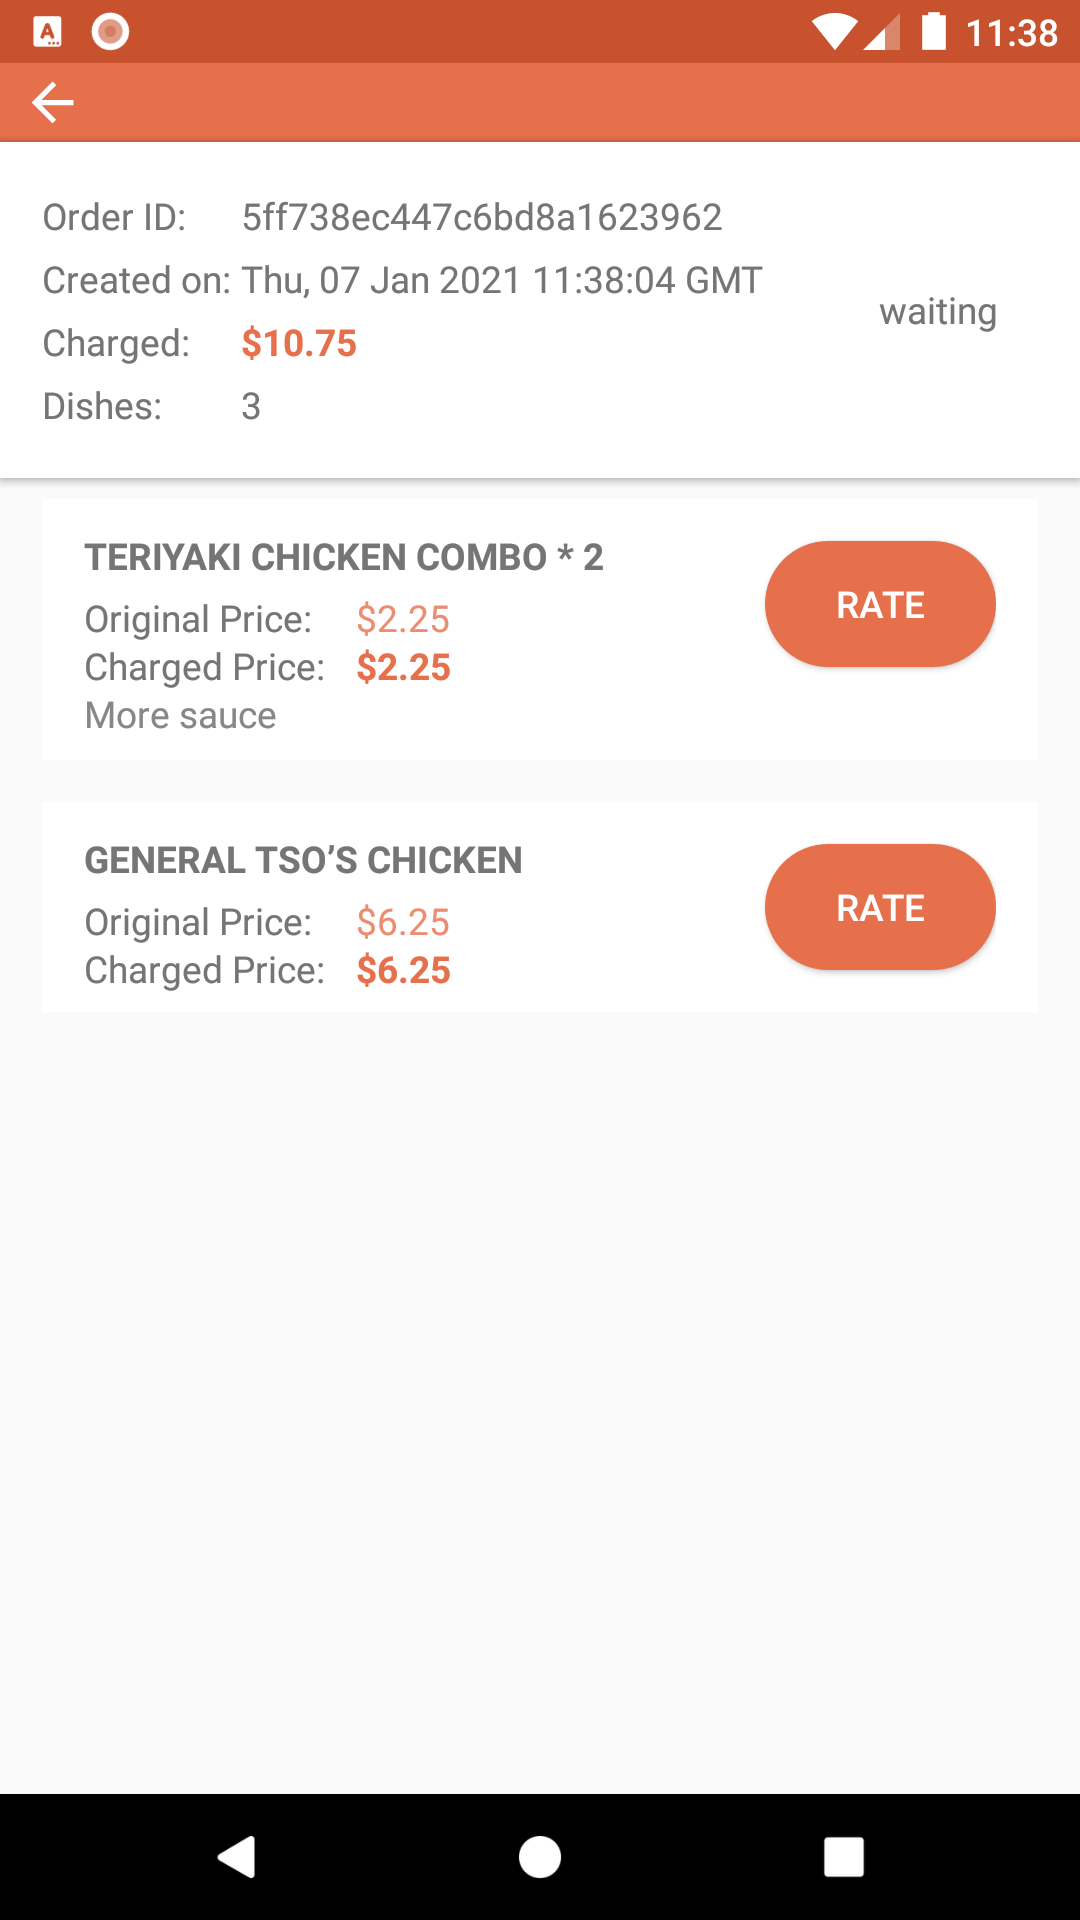 11:38
Order ID: 5ff738ec447c6bd8a1623962
Created on: Thu, 07 Jan 2021 11:38:04 GMT
waiting
Charged: $10.75
Dishes: 3
TERIYAKI CHICKEN COMBO * 2
RATE
Original Price: $2.25
Charged Price: $2.25
More sauce
GENERAL TSO’S CHICKEN
RATE
Original Price: $6.25
Charged Price: $6.25